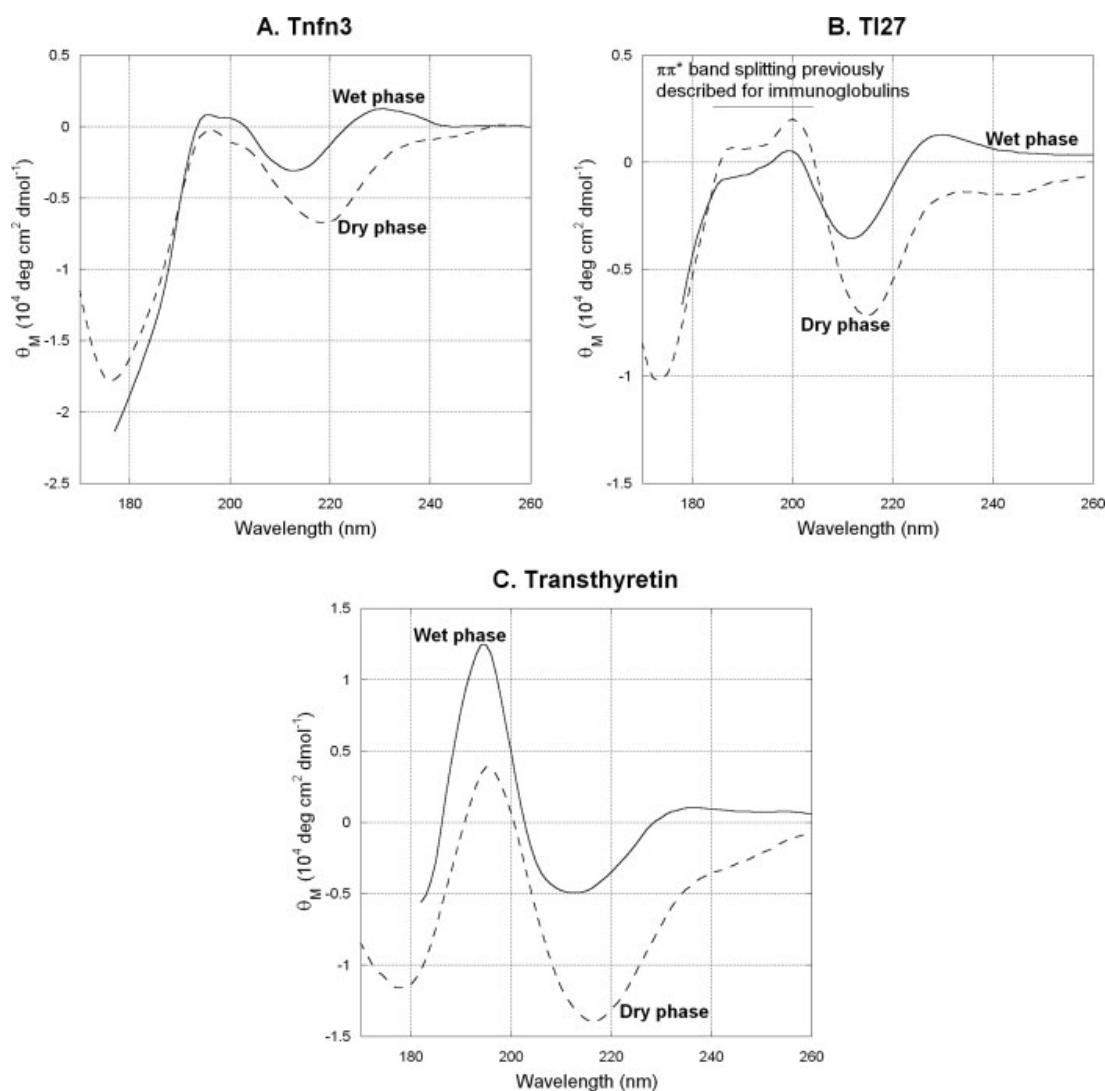 A. Tnfn3
0.5
0
-0.5
-1
-1.5
-2
-2.5
θM (10⁴ deg cm² dmol⁻¹)
Wet phase
Dry phase
180 200 220 240 260
Wavelength (nm)
B. TI27
0.5
0
-0.5
-1
-1.5
θM (10⁴ deg cm² dmol⁻¹)
ππ* band splitting previously
described for immunoglobulins
Wet phase
Dry phase
180 200 220 240 260
Wavelength (nm)
C. Transthyretin
1.5
1
0.5
0
-0.5
-1
-1.5
θM (10⁴ deg cm² dmol⁻¹)
Wet phase
Dry phase
180 200 220 240 260
Wavelength (nm)